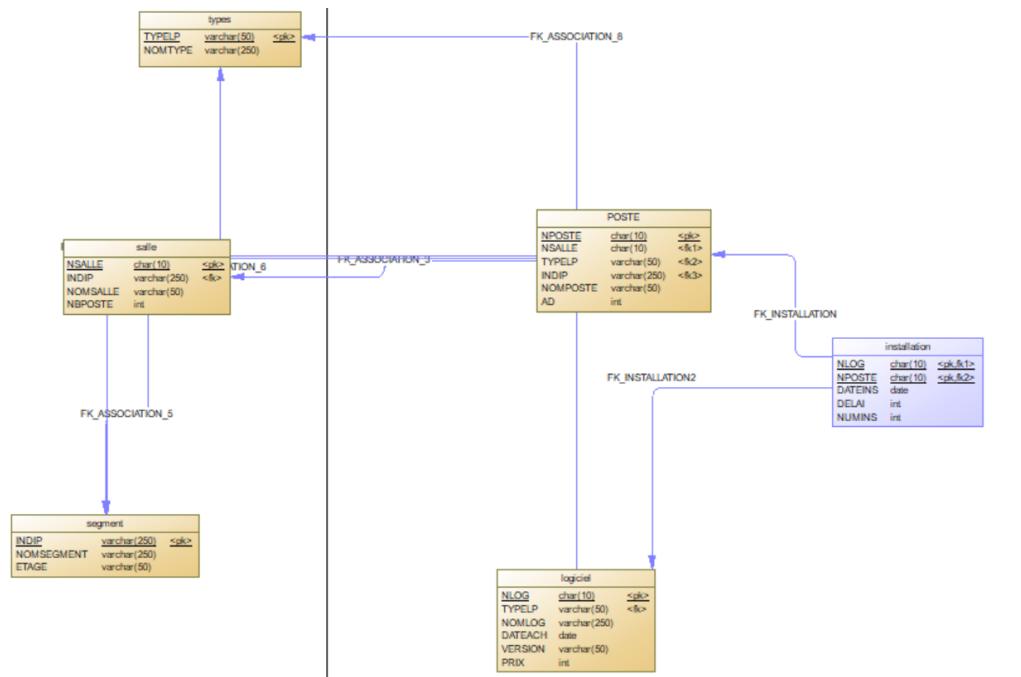 types
TYPELP varchar(50) <pk>
NOMTYPE varchar(250)
FK_ASSOCIATION_8
POSTE
NPOSTE char(10) <pk>
NSALLE char(10) <fk1>
TYPELP varchar(50) <fk2>
INDIP varchar(250) <fk3>
NOMPOSTE varchar(50)
AD int
salle
NSALLE char(10) <pk>
INDIP varchar(250) <fk>
NOMSALLE varchar(50)
NBPOSTE int
TION_6
FK_ASSOCIATION_3
FK_INSTALLATION
installation
NLOG char(10) <pk,fk1>
NPOSTE char(10) <pk,fk2>
DATEINS date
DELAI int
NUMINS int
FK_INSTALLATION2
FK_ASSOCIATION_5
segment
INDIP varchar(250) <pk>
NOMSEGMENT varchar(250)
ETAGE varchar(50)
logiciel
NLOG char(10) <pk>
TYPELP varchar(50) <fk>
NOMLOG varchar(250)
DATEACH date
VERSION varchar(50)
PRIX int